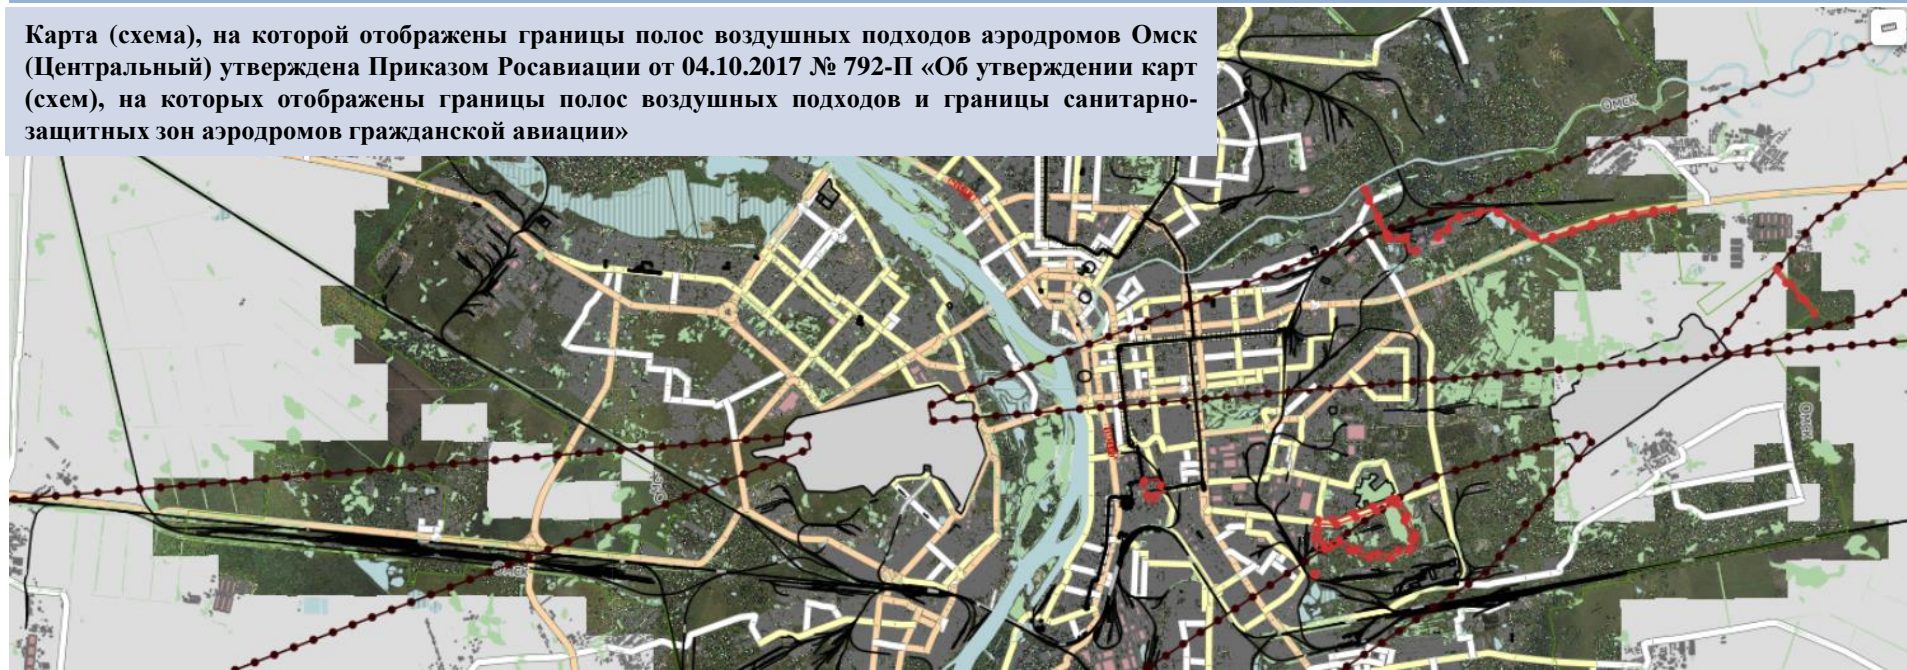 Карта (схема), на которой отображены границы полос воздушных подходов аэродромов Омск
(Центральный) утверждена Приказом Росавиации от 04.10.2017 № 792-П «Об утверждении карт
(схем), на которых отображены границы полос воздушных подходов и границы санитарно-
защитных зон аэродромов гражданской авиации»
Омск
Омск
Омск
Омск